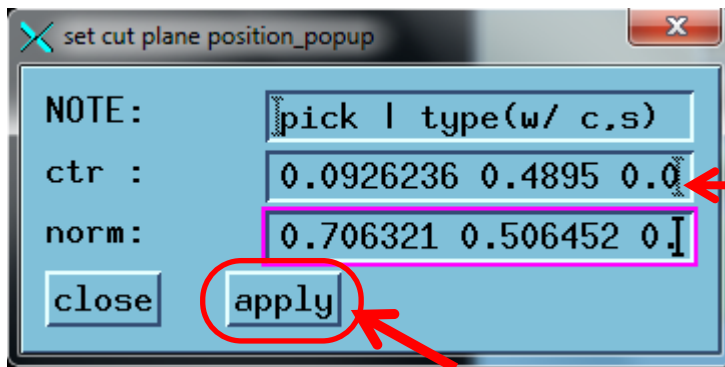 set cut plane position_popup
NOTE: pick | type(w/ c,s)
ctr : 0.0926236 0.4895 0.0
norm: 0.706321 0.506452 0.
close apply